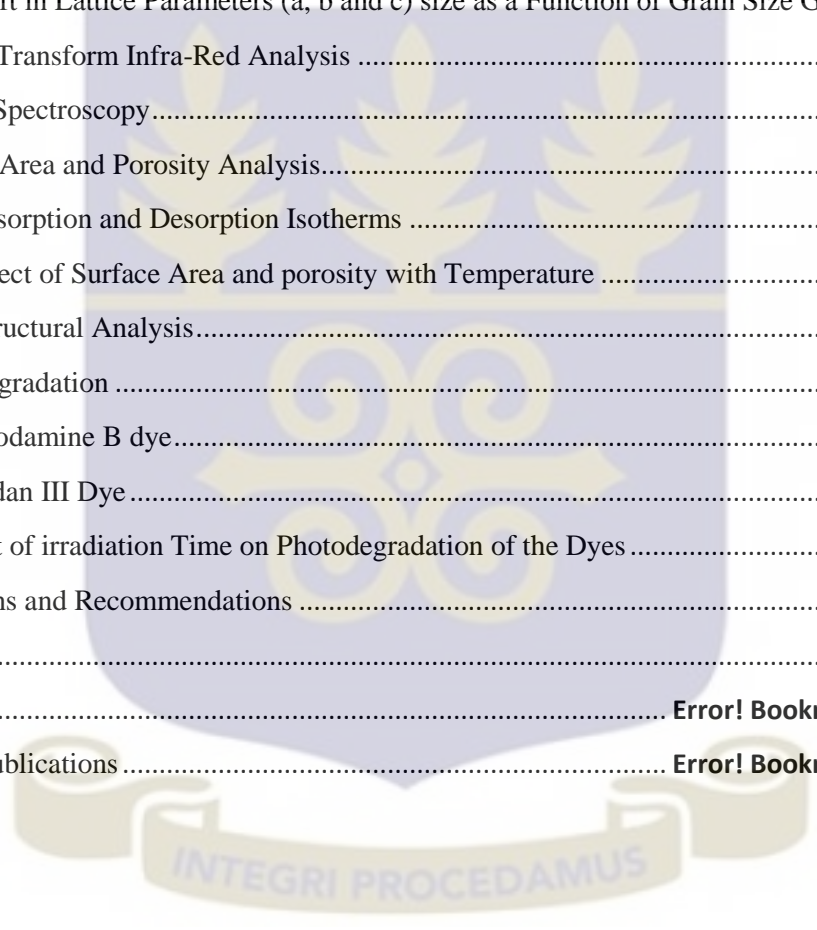 rt in Lattice Parameters (a, b and c) size as a Function of Grain Size G
Transform Infra-Red Analysis ........................................................................
Spectroscopy........................................................................
Area and Porosity Analysis........................................................................
sorption and Desorption Isotherms ........................................................................
ect of Surface Area and porosity with Temperature ..............................
ructural Analysis........................................................................
gradation ........................................................................
odamine B dye........................................................................
dan III Dye ........................................................................
t of irradiation Time on Photodegradation of the Dyes ..........................
ns and Recommendations ........................................................................
........................................................................
........................................................................ Error! Bookr
ublications ........................................................................ Error! Bookr
INTEGRI PROCEDAMUS